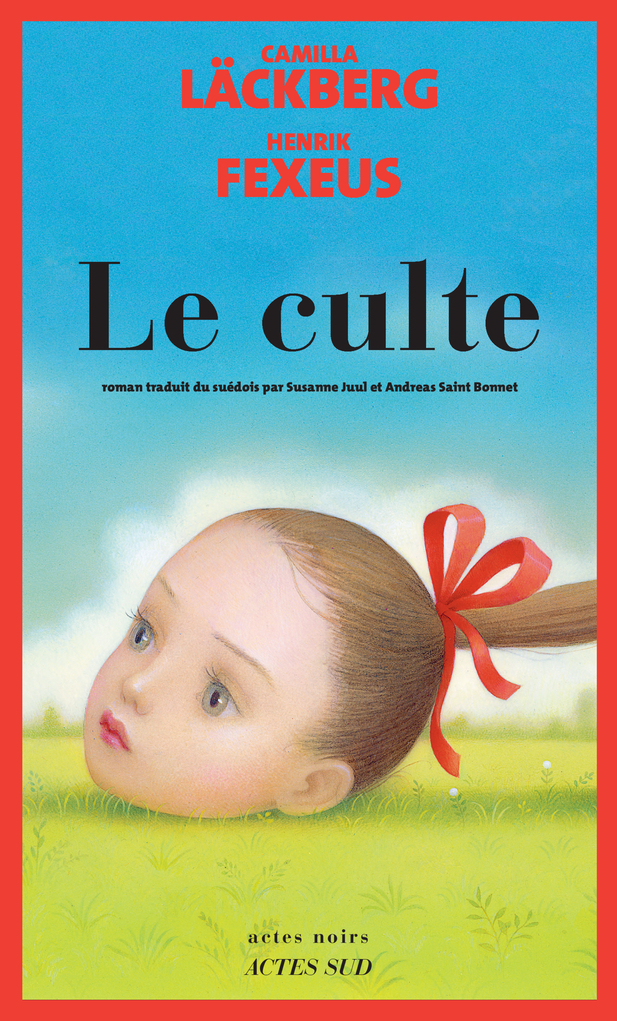 CAMILLA
LÄCKBERG
HENRIK
FEXEUS
Le culte
roman traduit du suédois par Susanne Juul et Andreas Saint Bonnet
actes noirs
ACTES SUD